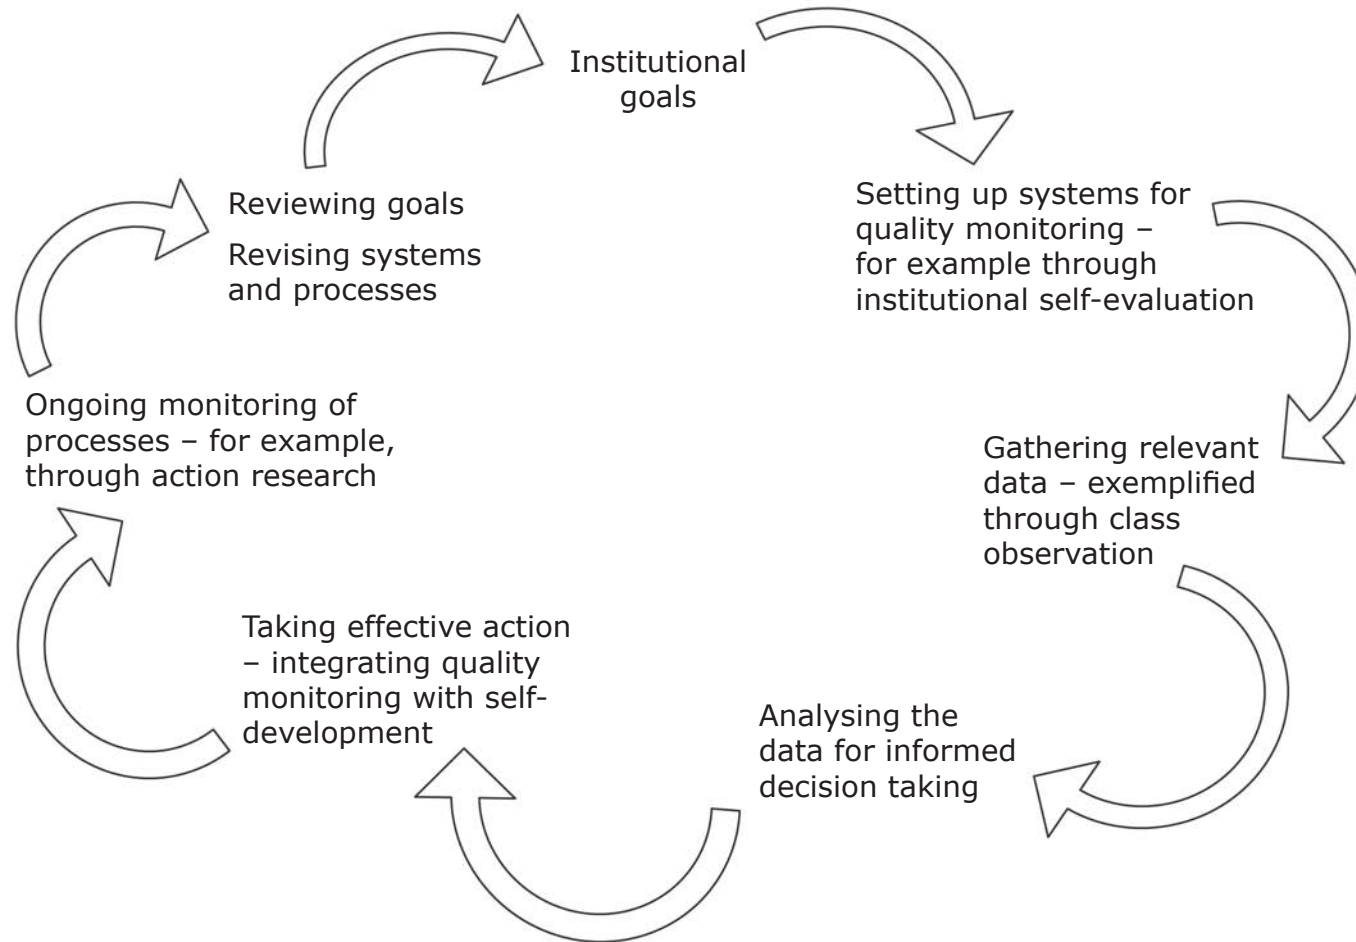 Institutional
goals
Setting up systems for
quality monitoring –
for example through
institutional self-evaluation
Gathering relevant
data – exemplified
through class
observation
Analysing the
data for informed
decision taking
Taking effective action
– integrating quality
monitoring with self-
development
Ongoing monitoring of
processes – for example,
through action research
Reviewing goals
Revising systems
and processes